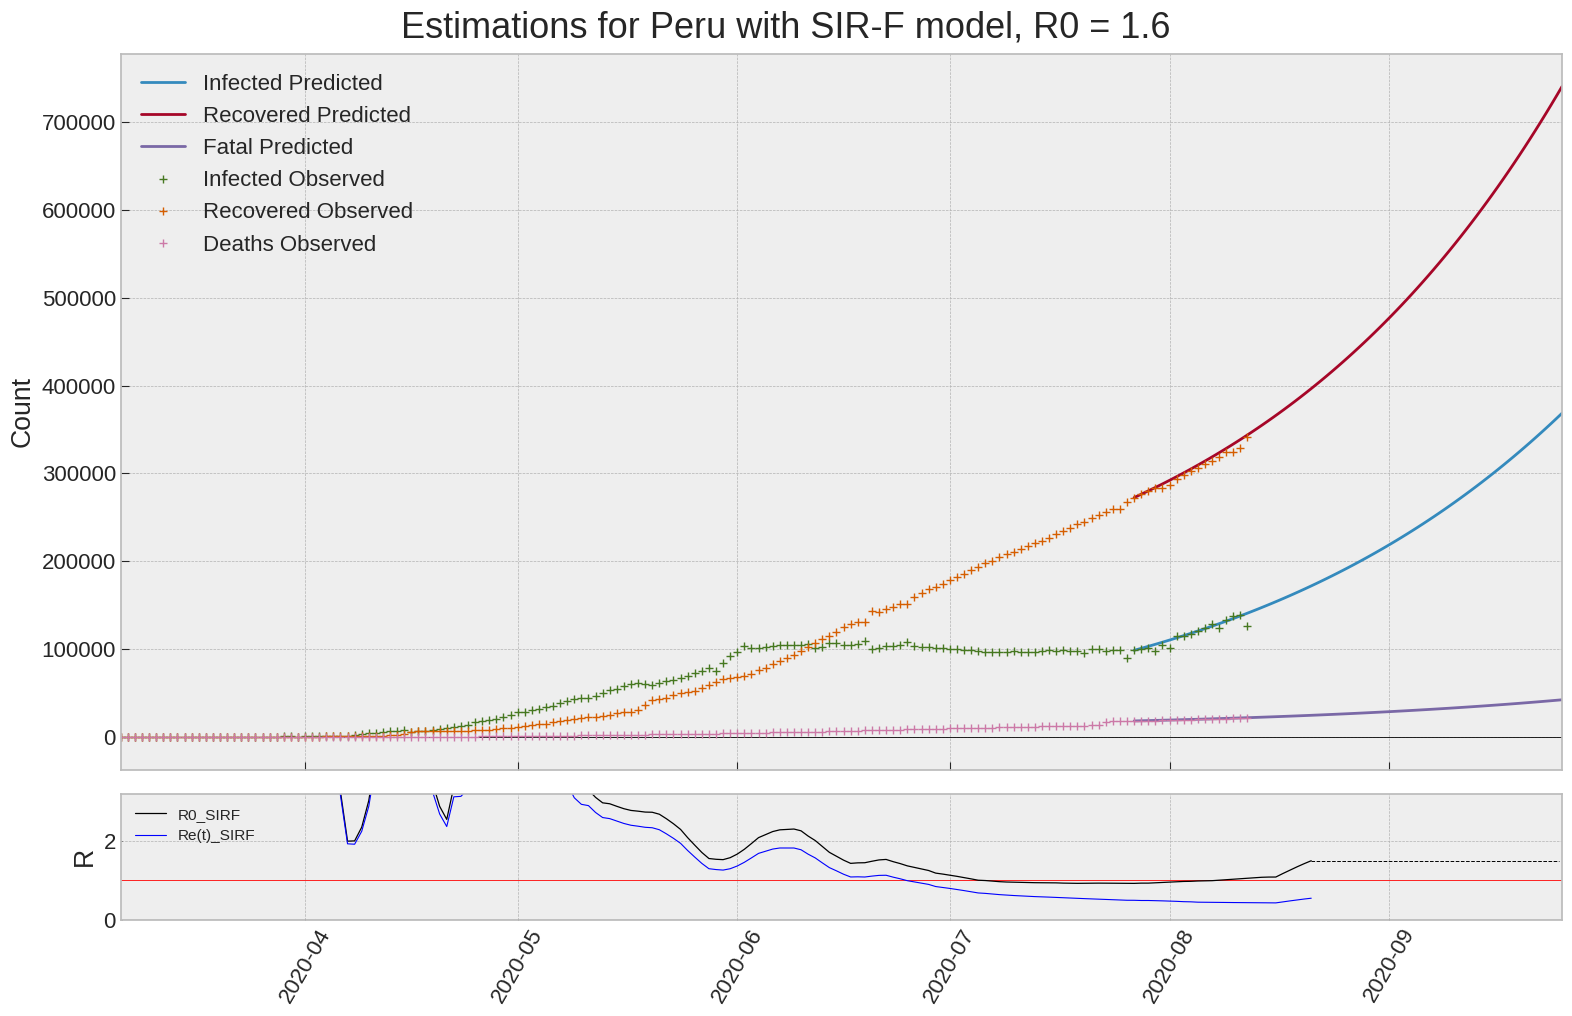 Estimations for Peru with SIR-F model, R0 = 1.6
Infected Predicted
Recovered Predicted
Fatal Predicted
Infected Observed
Recovered Observed
Deaths Observed
700000
600000
500000
400000
300000
200000
100000
0
Count
R0_SIRF
Re(t)_SIRF
2
0
R
2020-04
2020-05
2020-06
2020-07
2020-08
2020-09